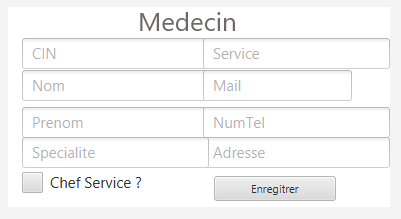 Medecin
CIN Service
Nom Mail
Prenom NumTel
Specialite Adresse
Chef Service ? Enregitrer